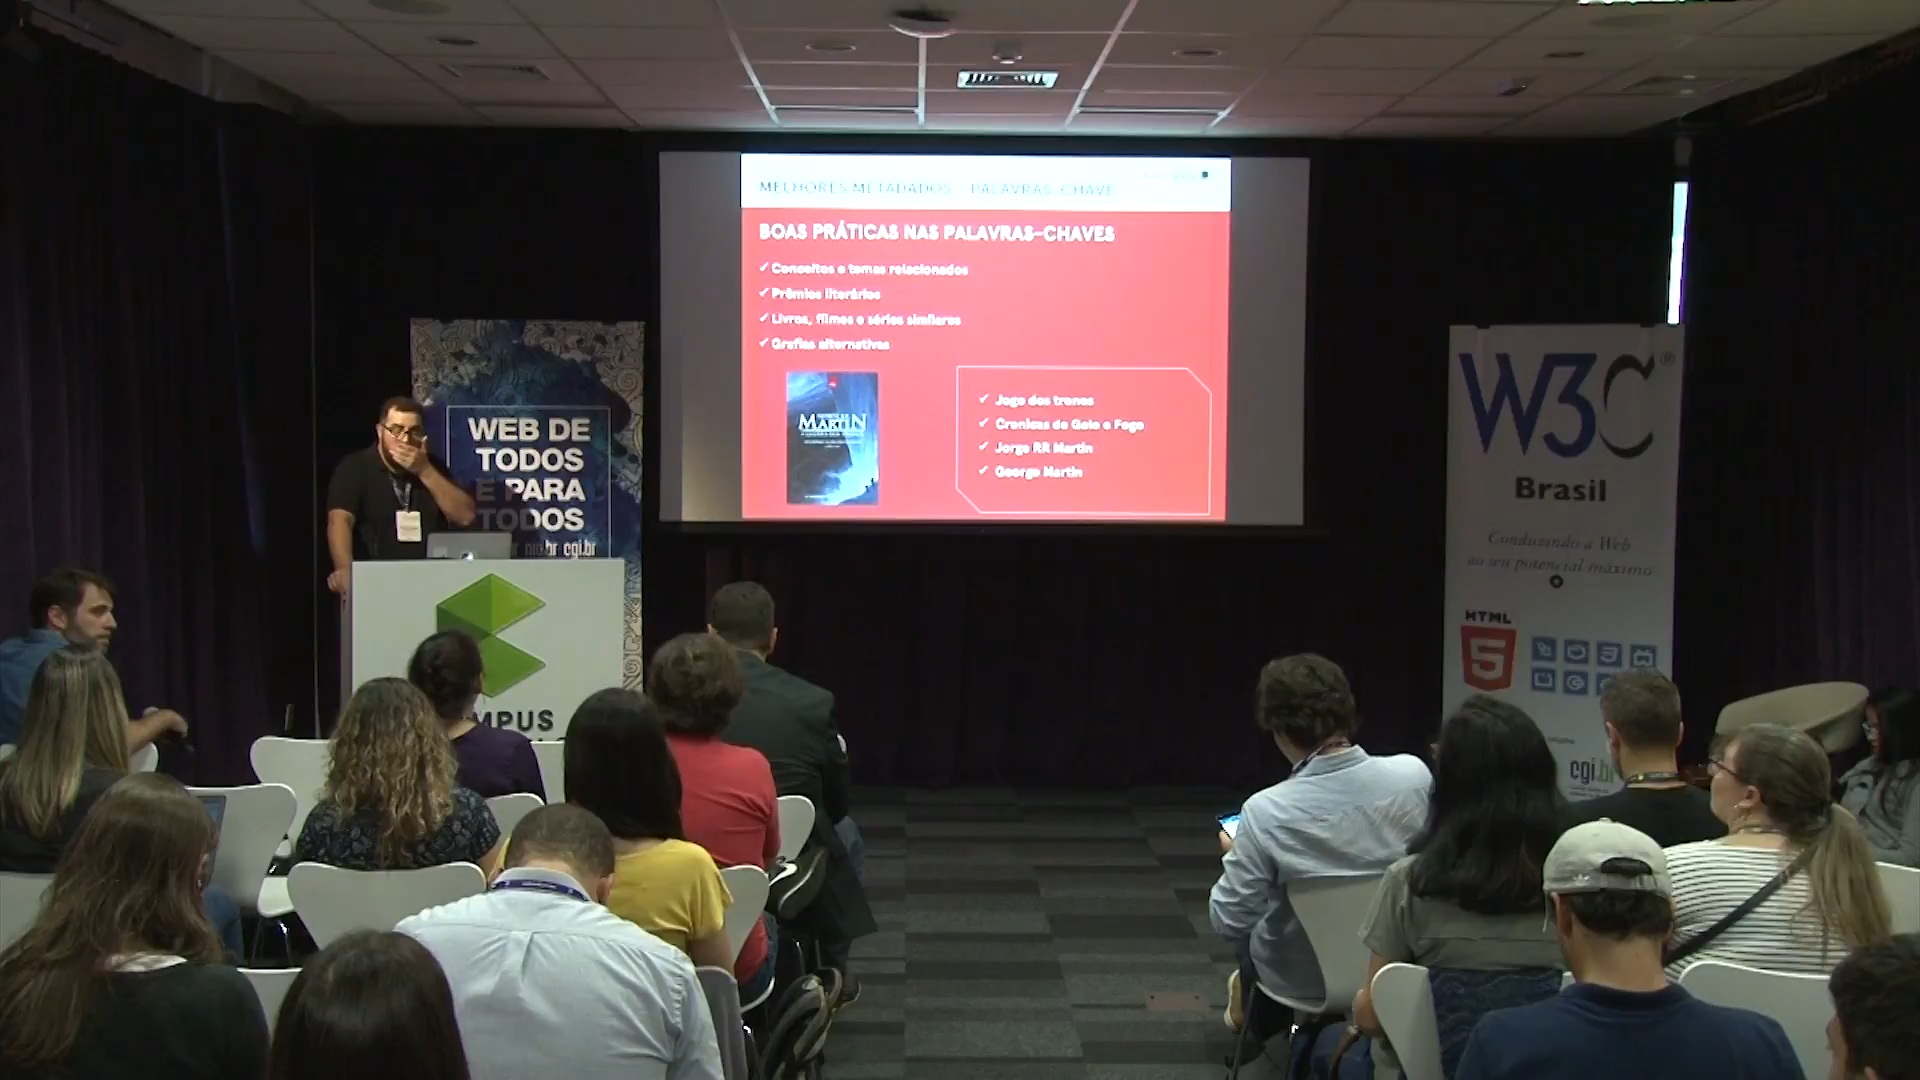 MELHORES METADADOS - PALAVRAS-CHAVE
BOAS PRÁTICAS NAS PALAVRAS-CHAVES
✓ Conceitos e temas relacionados
✓ Prêmios literários
✓ Livros, filmes e séries similares
✓ Grafias alternativas
MARTIN
✓ Jogo dos tronos
✓ Cronicas de Gelo e Fogo
✓ Jorge RR Martin
✓ George Martin
WEB DE
TODOS
E PARA
TODOS
nic.br cgi.br
MPUS
W3C®
Brasil
Conduzindo a Web
ao seu potencial máximo
HTML
5
cgi.br